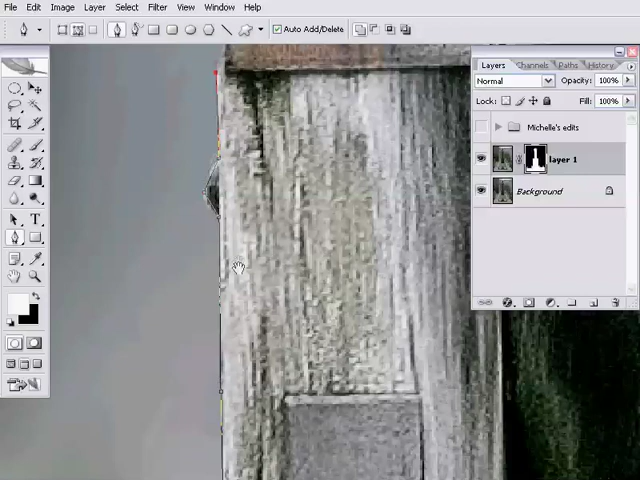 File Edit Image Layer Select Filter View Window Help
Auto Add/Delete
Layers Channels Paths History
Normal Opacity: 100%
Lock: Fill: 100%
Michelle's edits
layer 1
Background
T